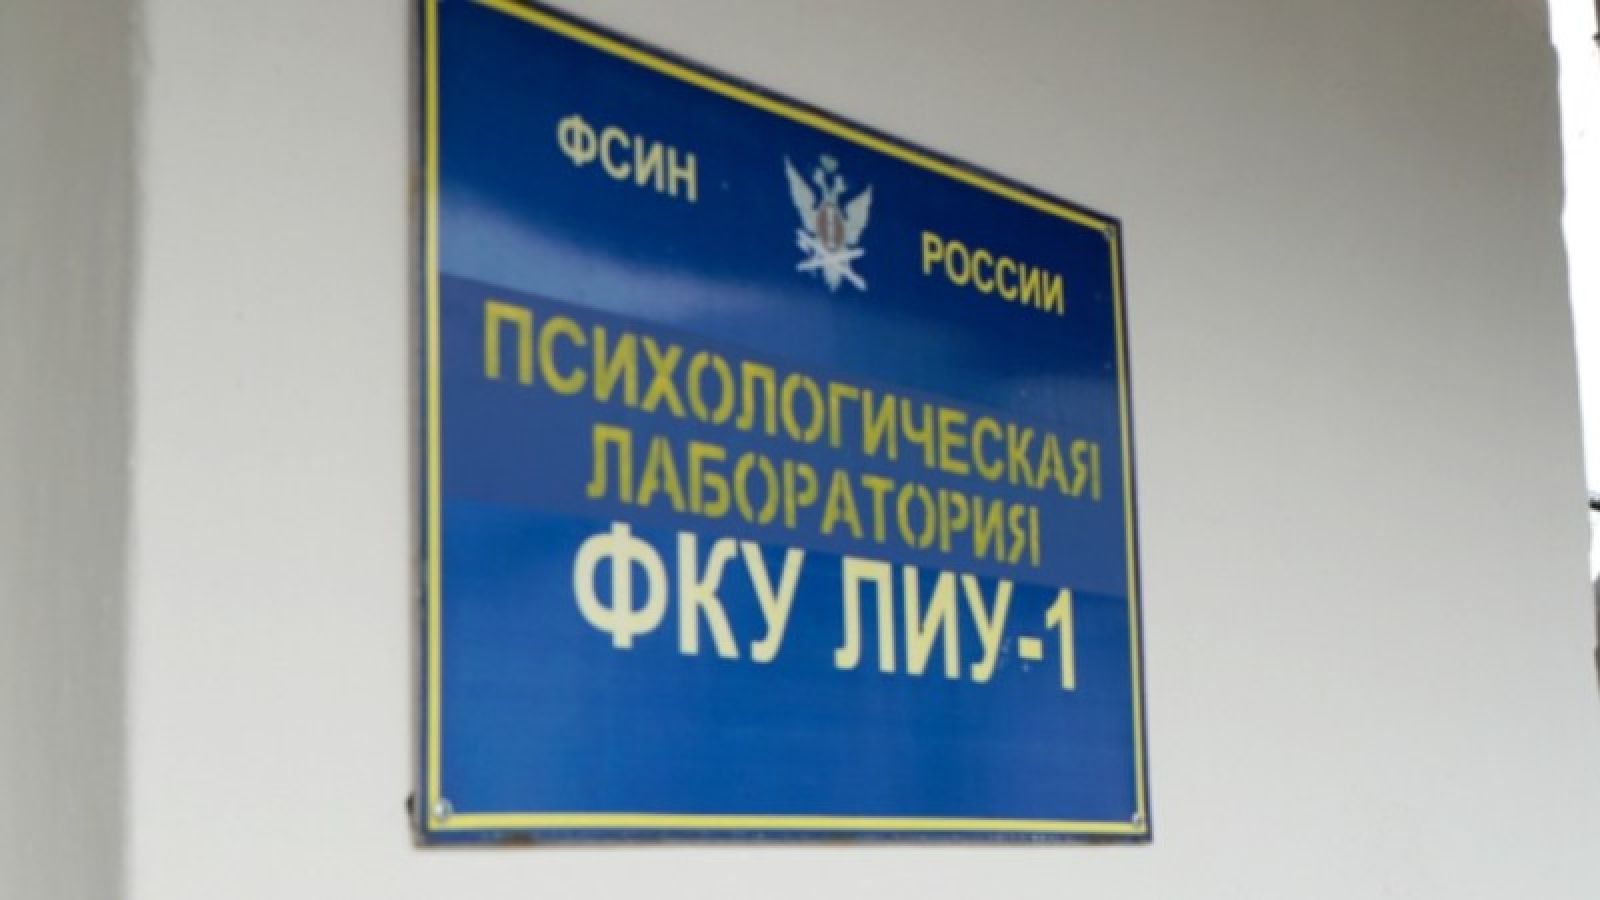 ФСИН РОССИИ
ПСИХОЛОГИЧЕСКАЯ
ЛАБОРАТОРИЯ
ФКУ ЛИУ-1